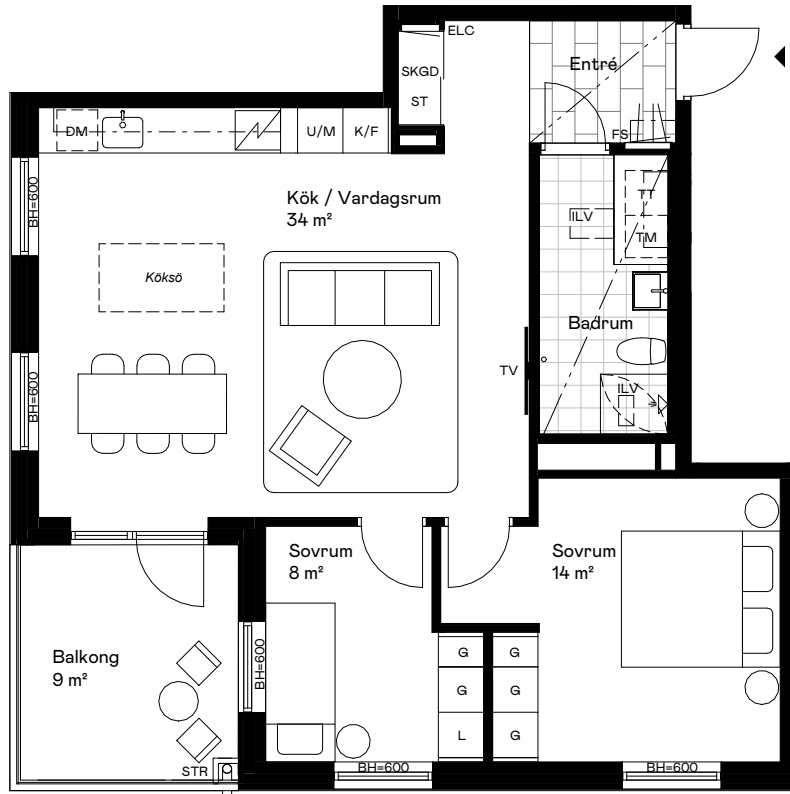 ELC
Entré
SKGD
ST
DM
U/M
K/F
FS
BH=600
Kök / Vardagsrum
34 m²
TT
ILV
TM
Köksö
Badrum
BH=600
TV
ILV
Sovrum
8 m²
Sovrum
14 m²
Balkong
9 m²
BH=600
G
G
G
G
L
G
STR
BH=600
BH=600